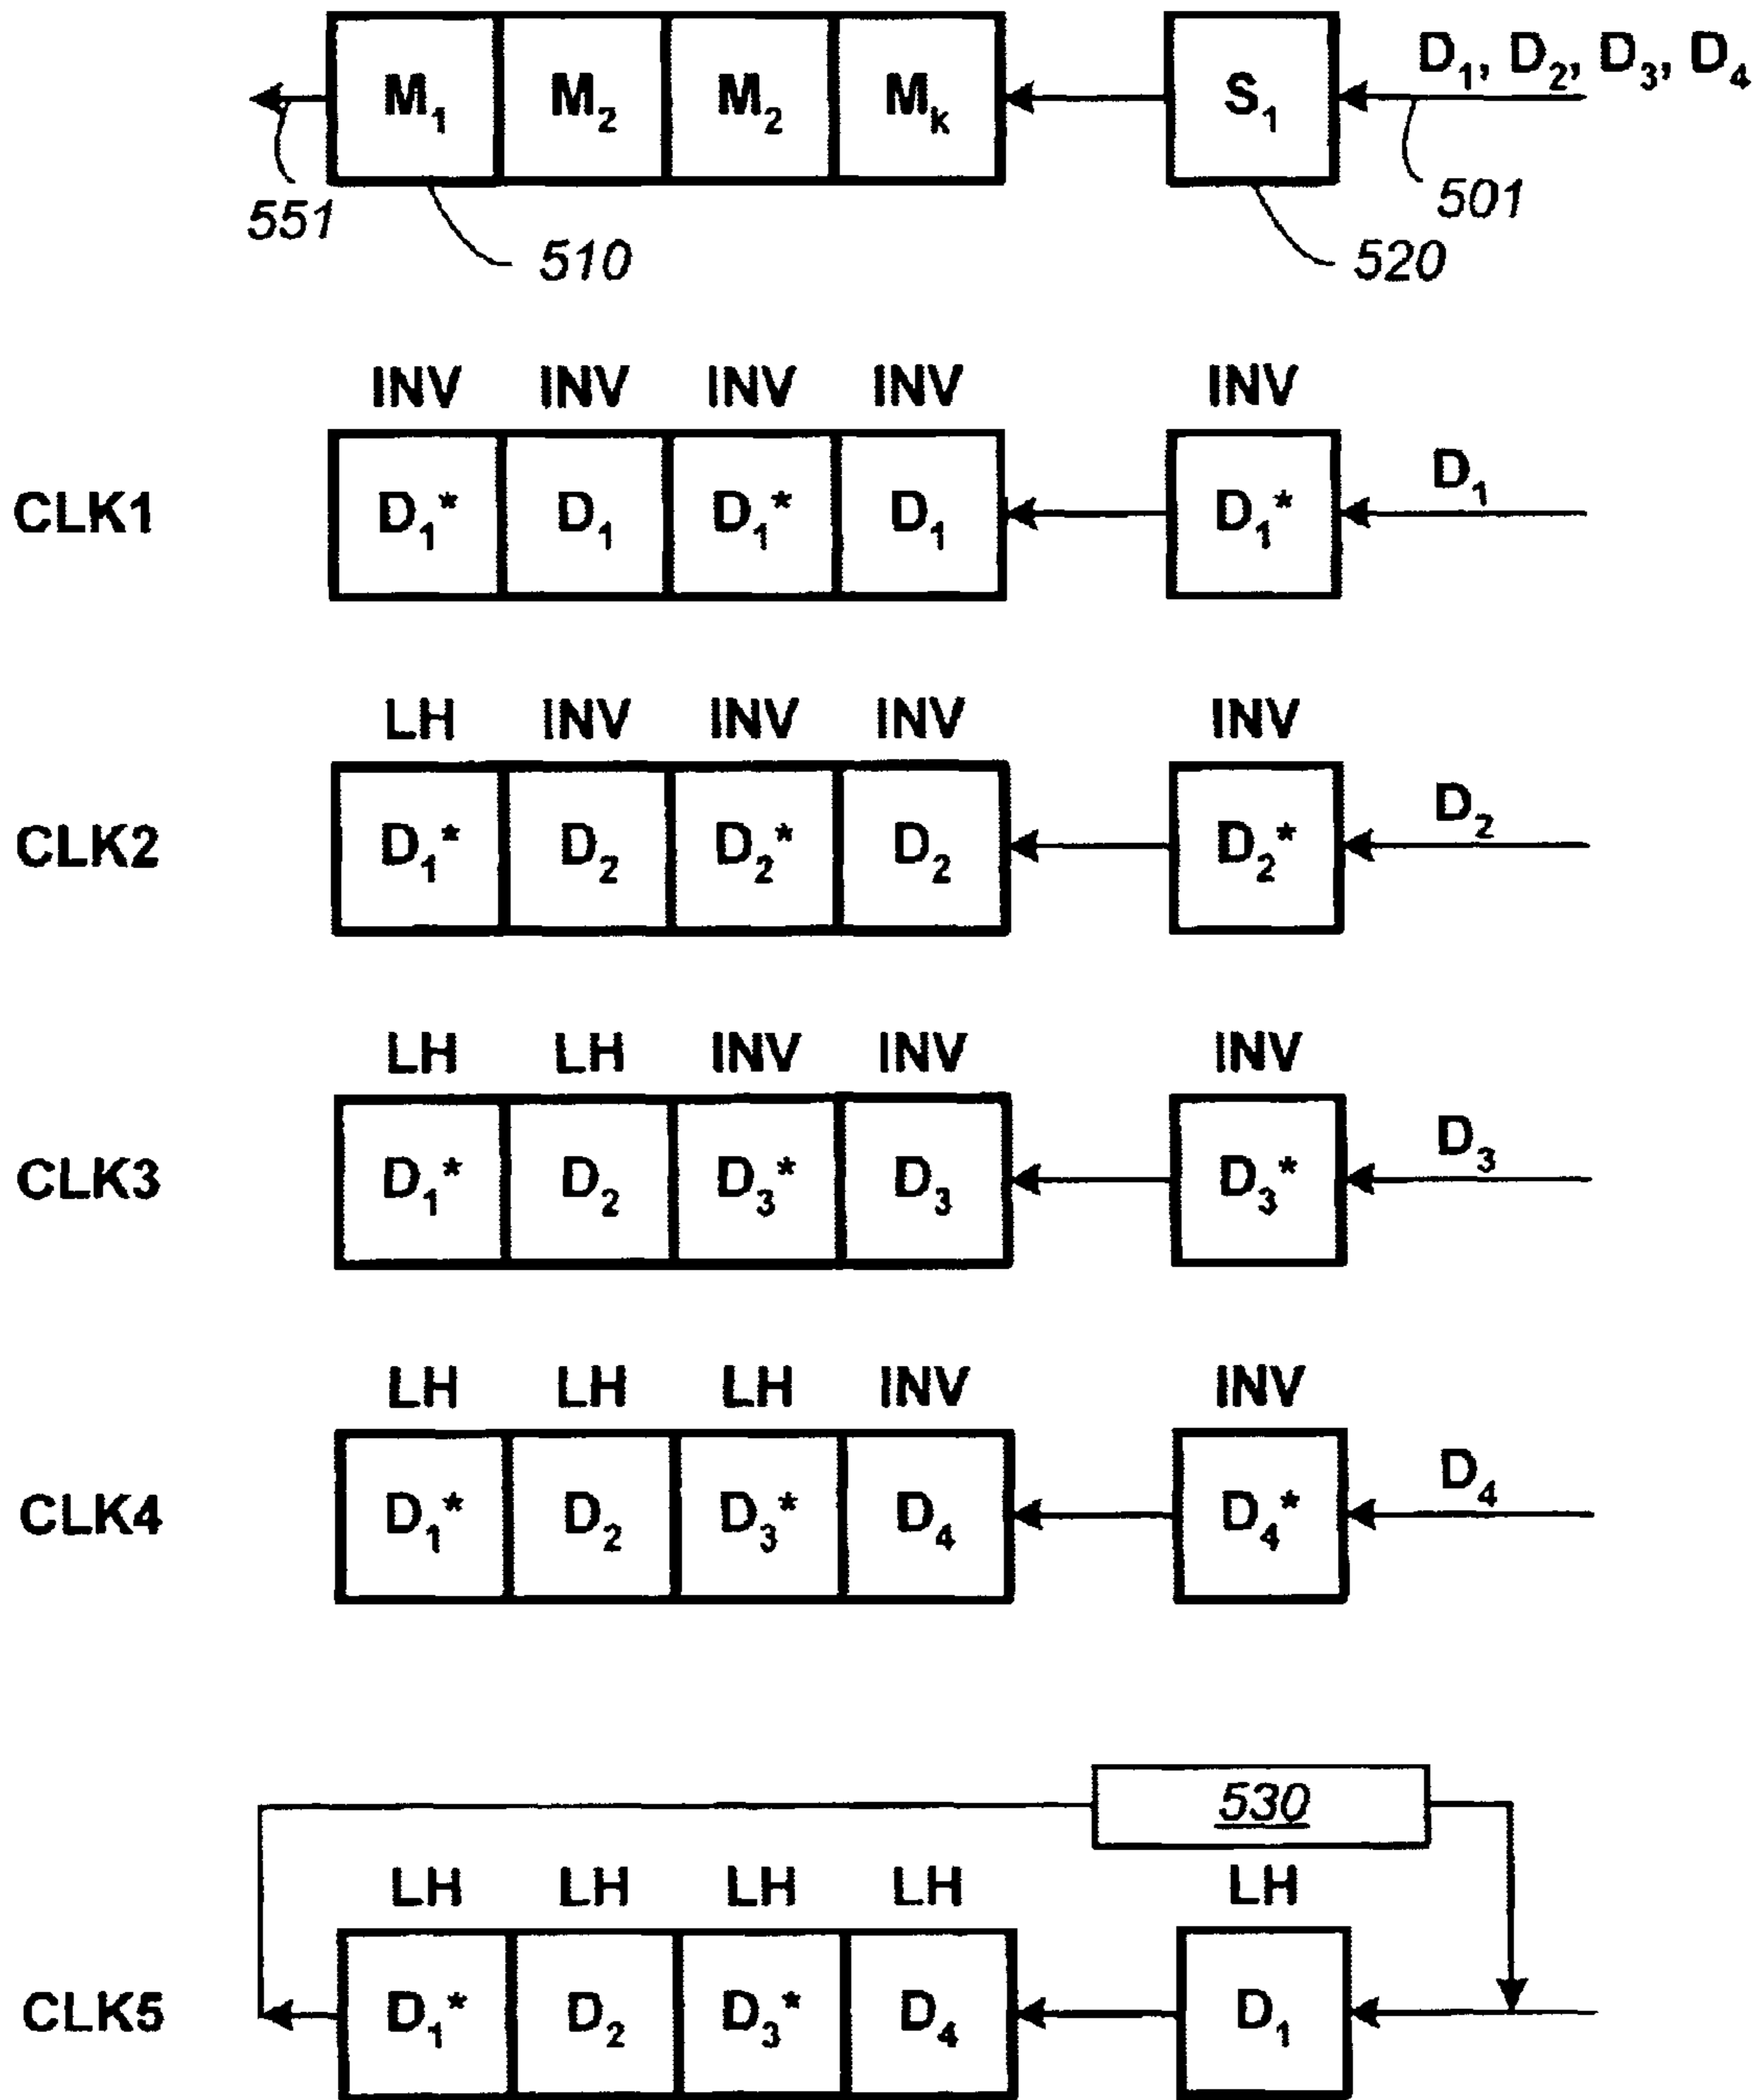 M₁ M₂ M₂ Mₖ S₁ D₁, D₂, D₃, D₄
551 510 520 501
INV INV INV INV INV
CLK1 D₁* D₁ D₁* D₁ D₁* D₁
LH INV INV INV INV
CLK2 D₁* D₂ D₂* D₂ D₂* D₂
LH LH INV INV INV
CLK3 D₁* D₂ D₃* D₃ D₃* D₃
LH LH LH INV INV
CLK4 D₁* D₂ D₃* D₄ D₄* D₄
530
LH LH LH LH LH
CLK5 D₁* D₂ D₃* D₄ D₁